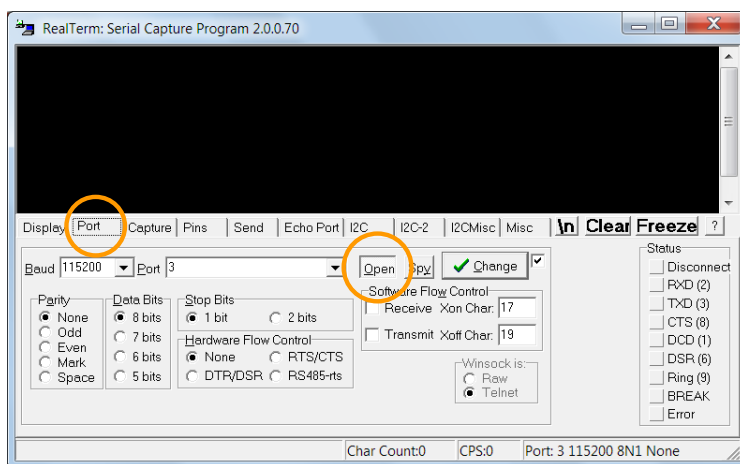 RealTerm: Serial Capture Program 2.0.0.70
Display Port Capture Pins Send Echo Port I2C I2C-2 I2CMisc Misc \n Clear Freeze ?
Baud 115200 Port 3 Open Spy Change
Status
Disconnect
RXD (2)
TXD (3)
CTS (8)
DCD (1)
DSR (6)
Ring (9)
BREAK
Error
Parity
None
Odd
Even
Mark
Space
Data Bits
8 bits
7 bits
6 bits
5 bits
Stop Bits
1 bit 2 bits
Hardware Flow Control
None RTS/CTS
DTR/DSR RS485-rts
Software Flow Control
Receive Xon Char: 17
Transmit Xoff Char: 19
Winsock is:
Raw
Telnet
Char Count:0 CPS:0 Port: 3 115200 8N1 None